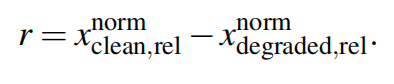 r = x^{norm}_{clean,rel} − x^{norm}_{degraded,rel}.